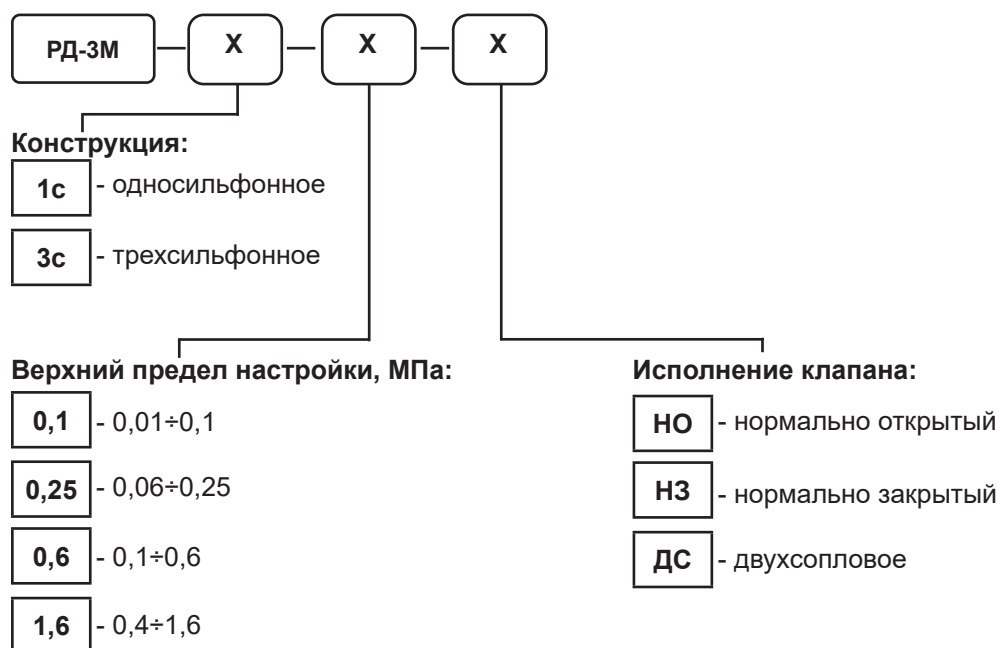 РД-3М — Х — Х — Х
Конструкция:
1с - односильфонное
3с - трехсильфонное
Верхний предел настройки, МПа:
0,1 - 0,01÷0,1
0,25 - 0,06÷0,25
0,6 - 0,1÷0,6
1,6 - 0,4÷1,6
Исполнение клапана:
НО - нормально открытый
НЗ - нормально закрытый
ДС - двухсопловое